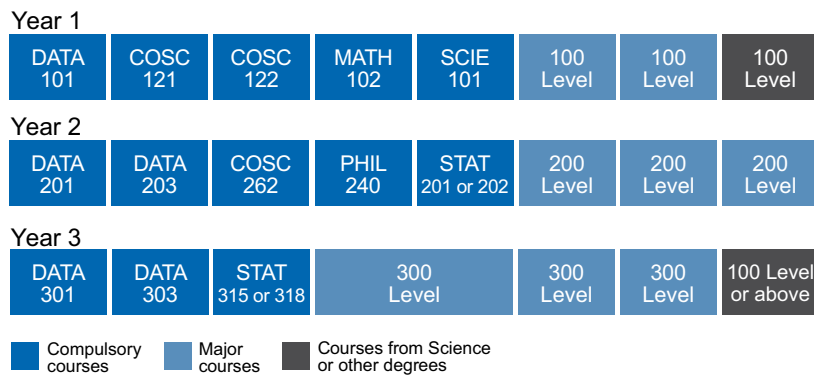 Year 1
DATA COSC COSC MATH SCIE 100 100 100
101 121 122 102 101 Level Level Level
Year 2
DATA DATA COSC PHIL STAT 200 200 200
201 203 262 240 201 or 202 Level Level Level
Year 3
DATA DATA STAT 300 300 300 100 Level
301 303 315 or 318 Level Level Level or above
Compulsory Major Courses from Science
courses courses or other degrees